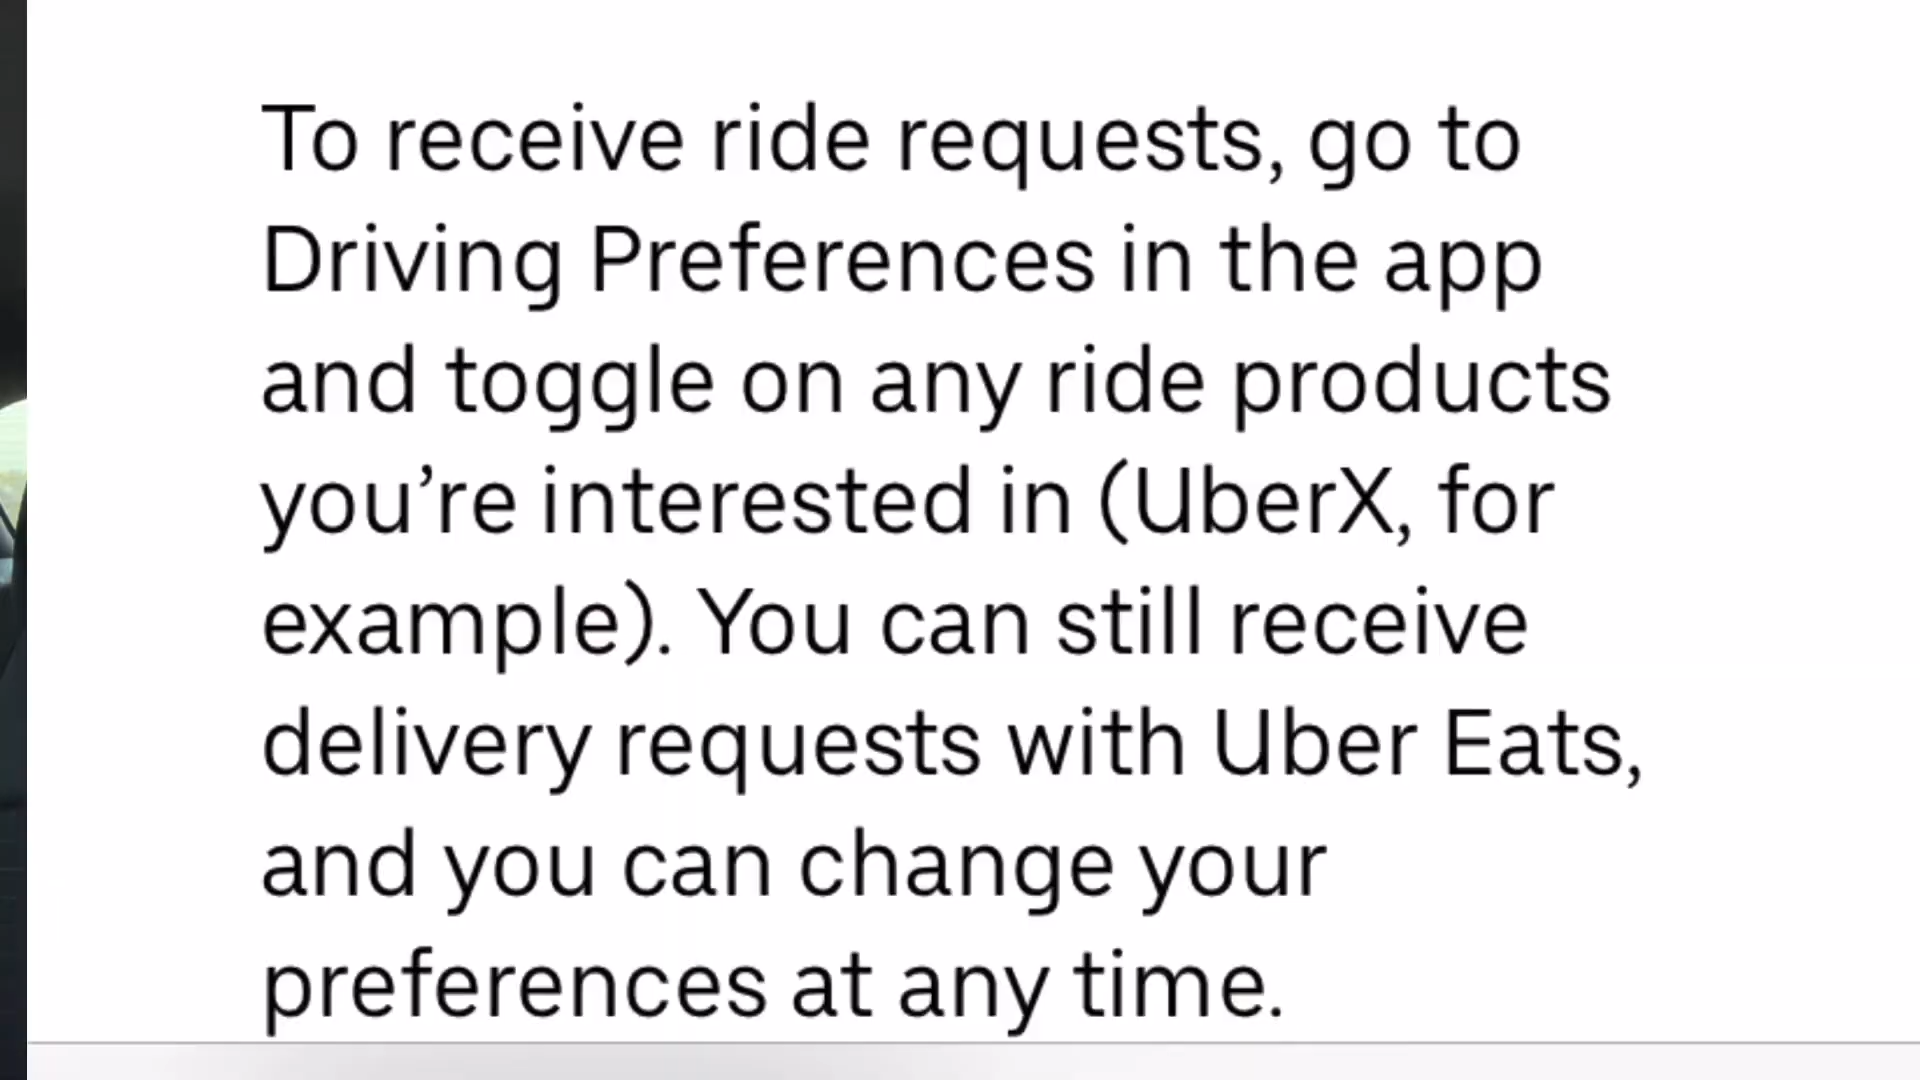 To receive ride requests, go to
Driving Preferences in the app
and toggle on any ride products
you’re interested in (UberX, for
example). You can still receive
delivery requests with Uber Eats,
and you can change your
preferences at any time.